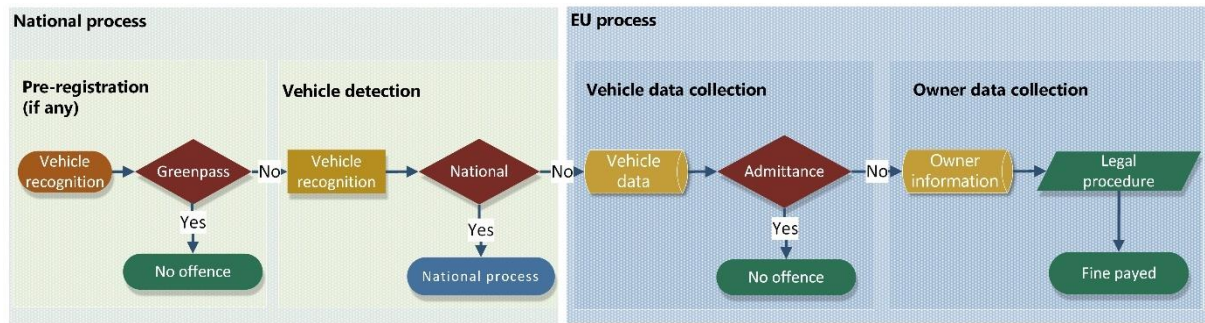 National process
EU process
Pre-registration
(if any)
Vehicle detection
Vehicle data collection
Owner data collection
Vehicle
recognition
Greenpass
No
Vehicle
recognition
National
No
Vehicle
data
Admittance
No
Owner
information
Legal
procedure
Yes
Yes
Yes
No offence
National process
No offence
Fine payed